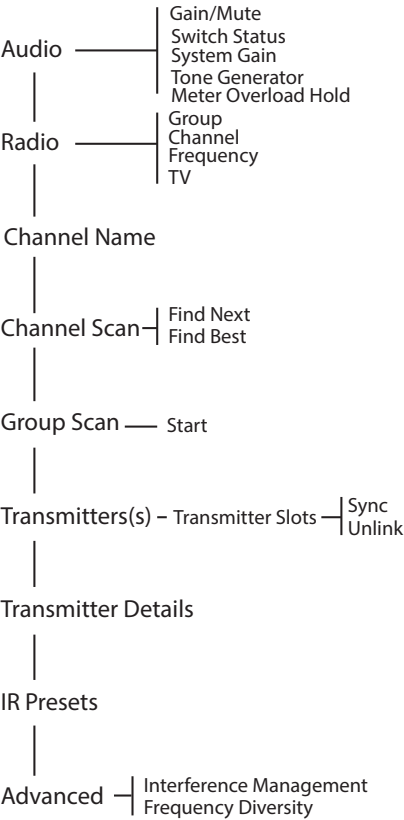 Audio
Gain/Mute
Switch Status
System Gain
Tone Generator
Meter Overload Hold
Radio
Group
Channel
Frequency
TV
Channel Name
Channel Scan
Find Next
Find Best
Group Scan
Start
Transmitters(s)
Transmitter Slots
Sync
Unlink
Transmitter Details
IR Presets
Advanced
Interference Management
Frequency Diversity